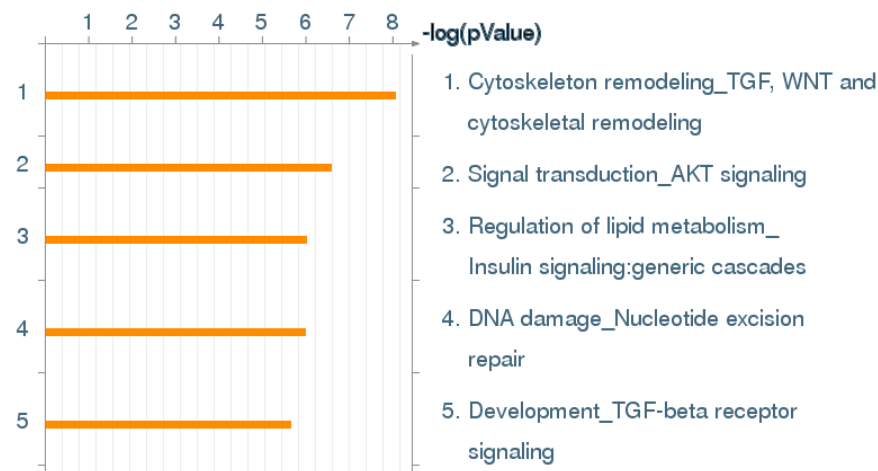 1 2 3 4 5 6 7 8
-log(pValue)
1
1. Cytoskeleton remodeling_TGF, WNT and
cytoskeletal remodeling
2
2. Signal transduction_AKT signaling
3
3. Regulation of lipid metabolism_
Insulin signaling:generic cascades
4
4. DNA damage_Nucleotide excision
repair
5
5. Development_TGF-beta receptor
signaling